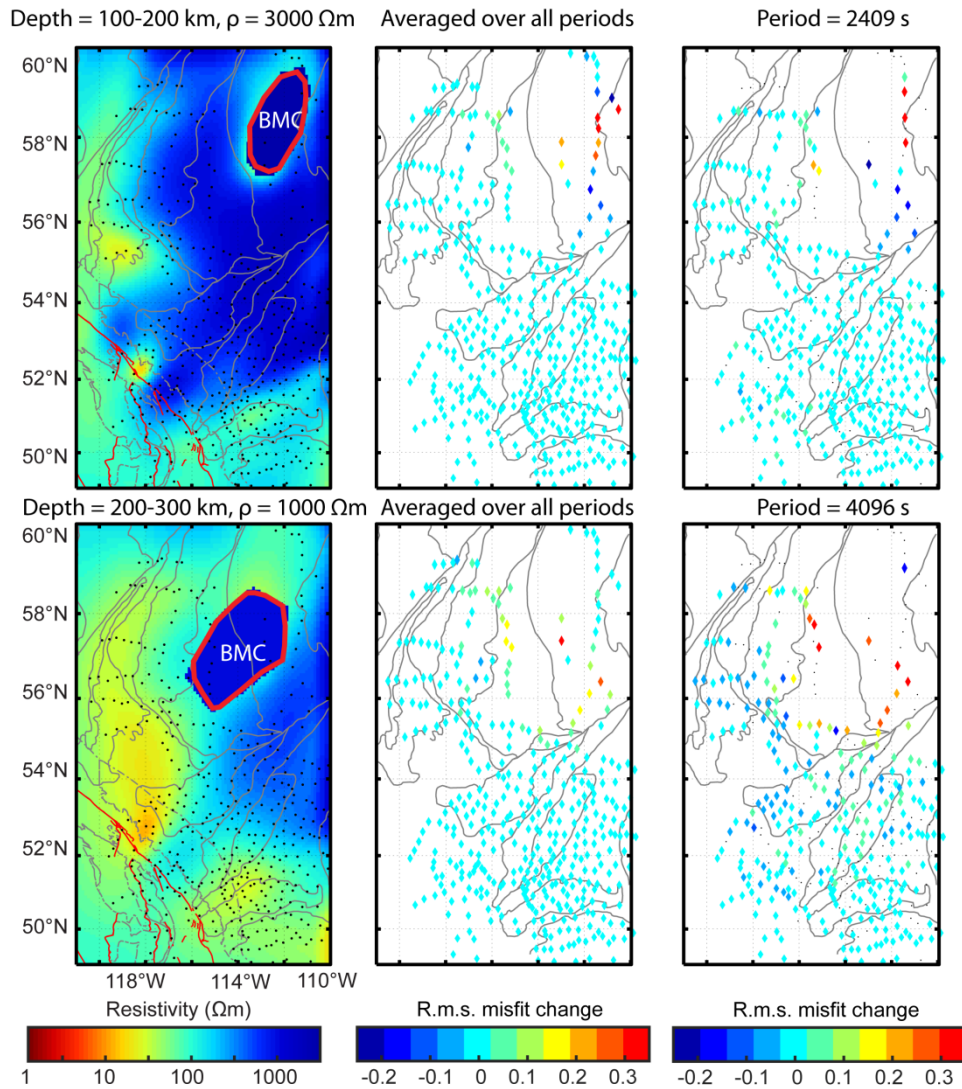 Depth = 100-200 km, ρ = 3000 Ωm
Averaged over all periods
Period = 2409 s
60°N
58°N
56°N
54°N
52°N
50°N
BMC
Depth = 200-300 km, ρ = 1000 Ωm
Averaged over all periods
Period = 4096 s
60°N
58°N
56°N
54°N
52°N
50°N
BMC
118°W 114°W 110°W
Resistivity (Ωm)
R.m.s. misfit change
R.m.s. misfit change
1 10 100 1000
-0.2 -0.1 0 0.1 0.2 0.3
-0.2 -0.1 0 0.1 0.2 0.3